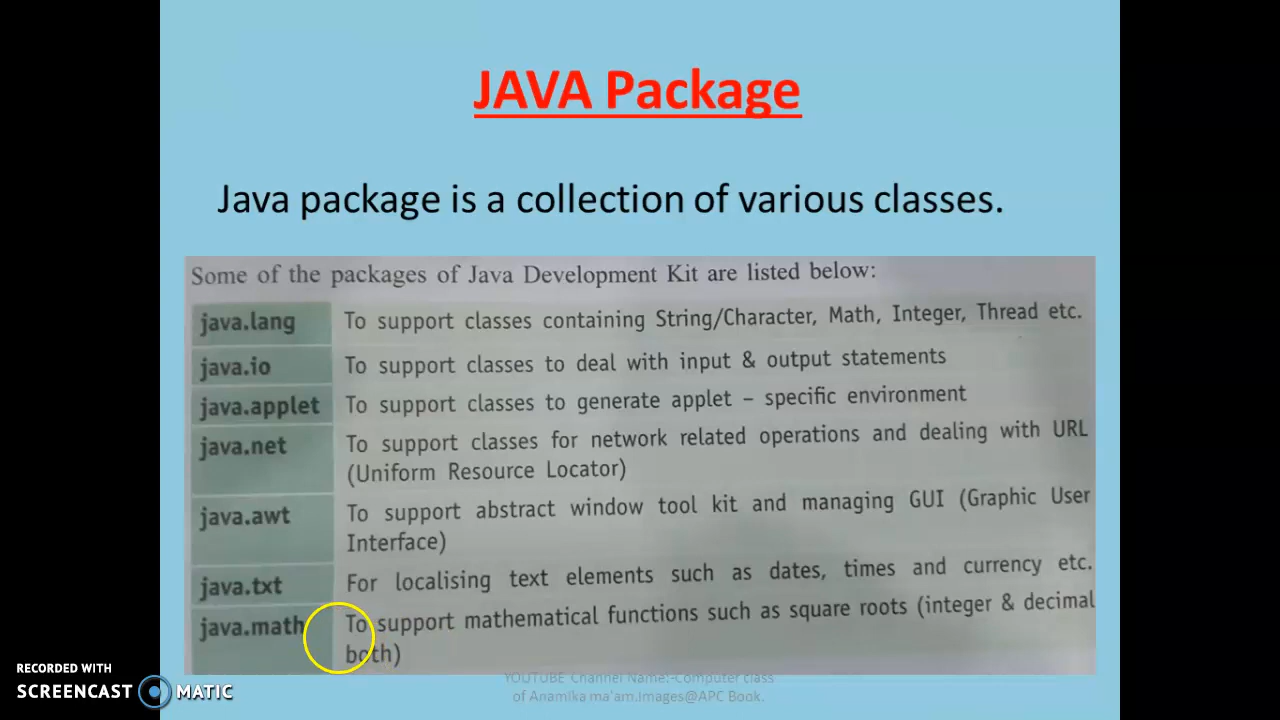 JAVA Package
Java package is a collection of various classes.
Some of the packages of Java Development Kit are listed below:
java.lang To support classes containing String/Character, Math, Integer, Thread etc.
java.io To support classes to deal with input & output statements
java.applet To support classes to generate applet – specific environment
java.net To support classes for network related operations and dealing with URL
(Uniform Resource Locator)
java.awt To support abstract window tool kit and managing GUI (Graphic User
Interface)
java.txt For localising text elements such as dates, times and currency etc.
java.math To support mathematical functions such as square roots (integer & decimal
both)
YOUTUBE Channel Name:-Computer class
of Anamika ma'am.Images@APC Book.
RECORDED WITH
SCREENCAST MATIC